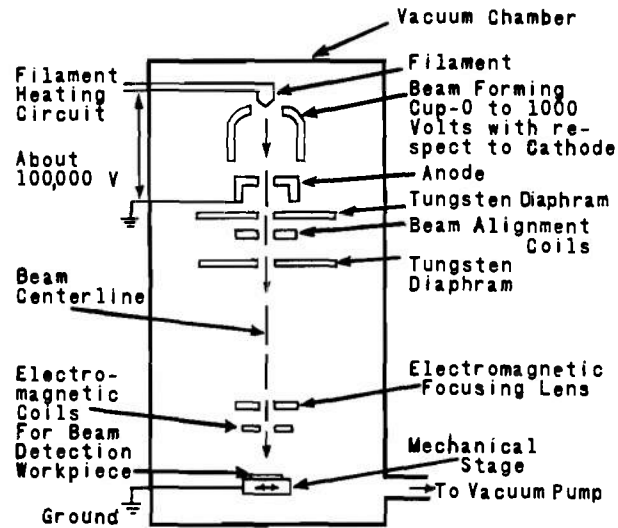 Vacuum Chamber
Filament
Heating
Circuit
Filament
Beam Forming
Cup-0 to 1000
Volts with re-
spect to Cathode
About
100,000 V
Anode
Tungsten Diaphram
Beam Alignment
Coils
Tungsten
Diaphram
Beam
Centerline
Electromagnetic
Focusing Lens
Electro-
magnetic
Coils
For Beam
Detection
Workpiece
Mechanical
Stage
To Vacuum Pump
Ground